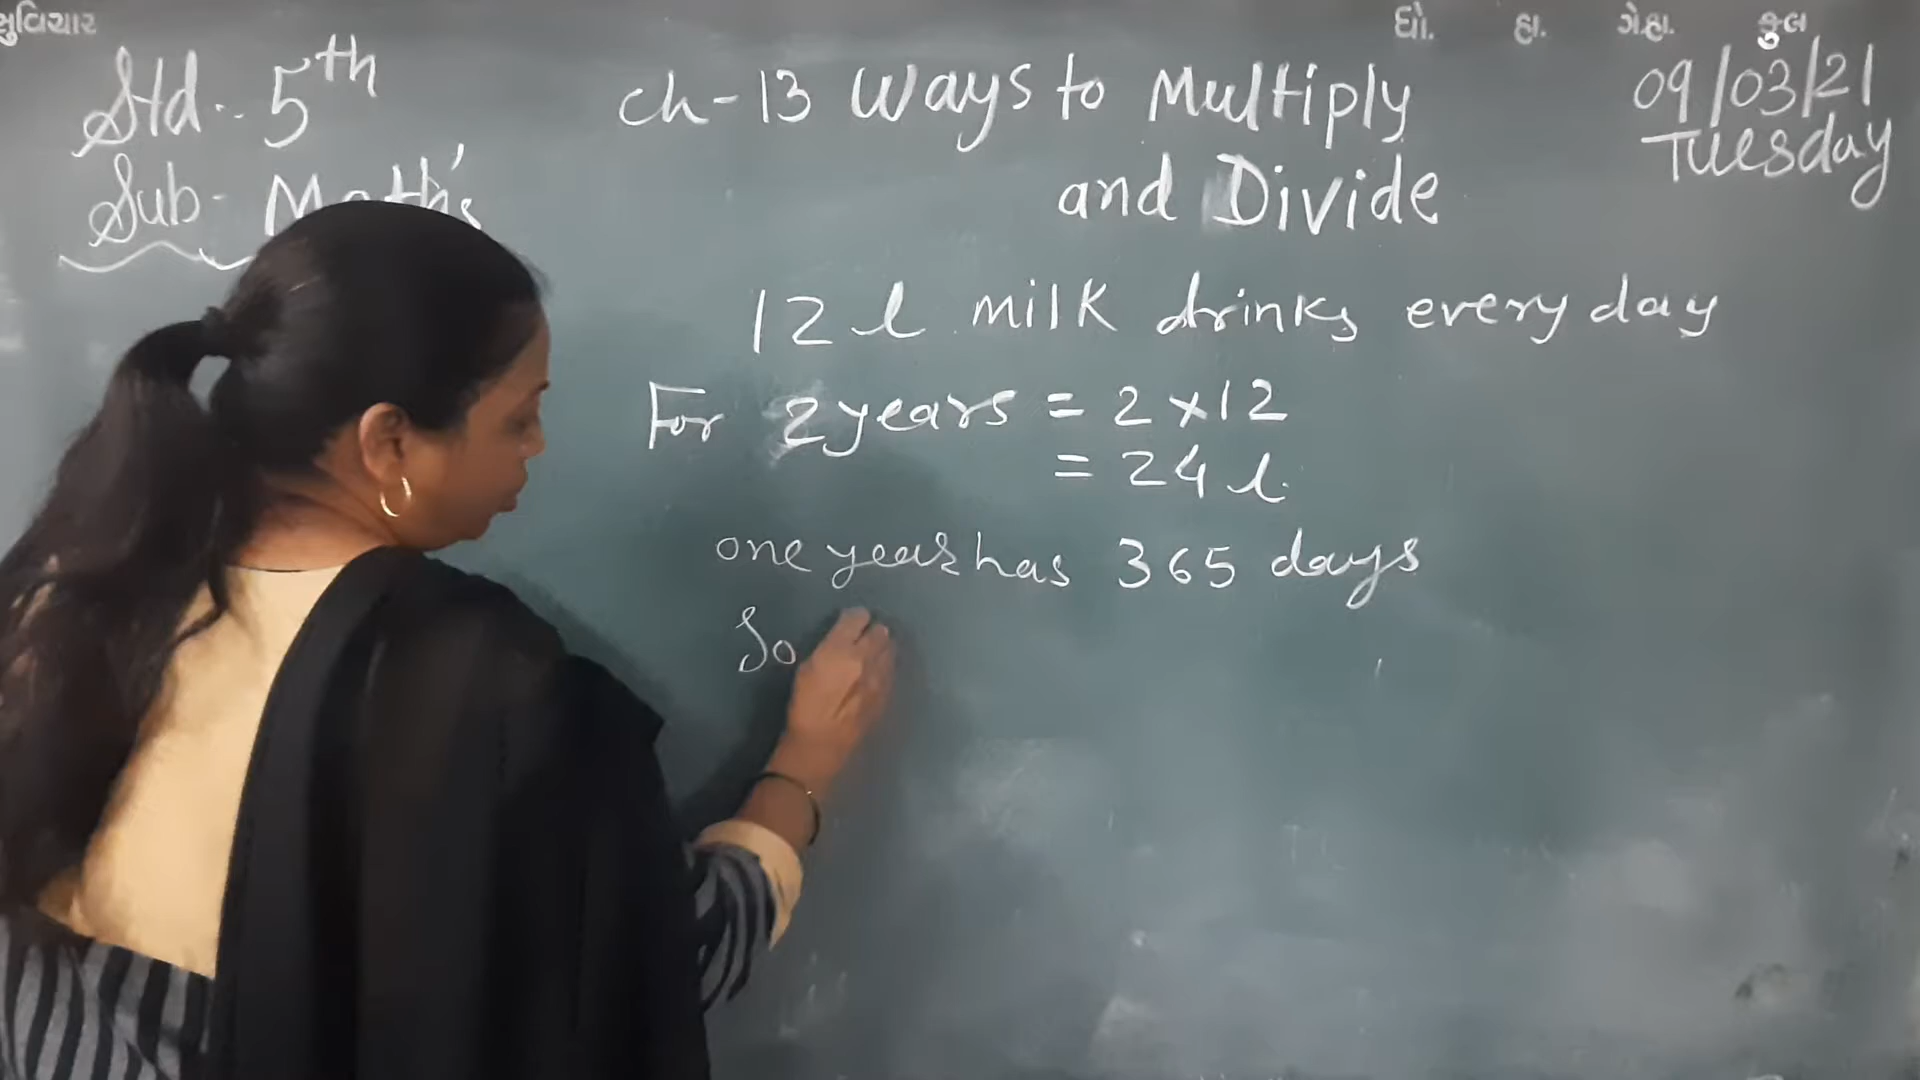 સુવિચાર
ધો. હા. ગે.હા. કુલ
Std - 5th
Sub - Math's
Ch-13 Ways to Multiply
and Divide
09/03/21
Tuesday
12 l milk drinks every day
For 2 years = 2 x 12
= 24 l.
one year has 365 days
So